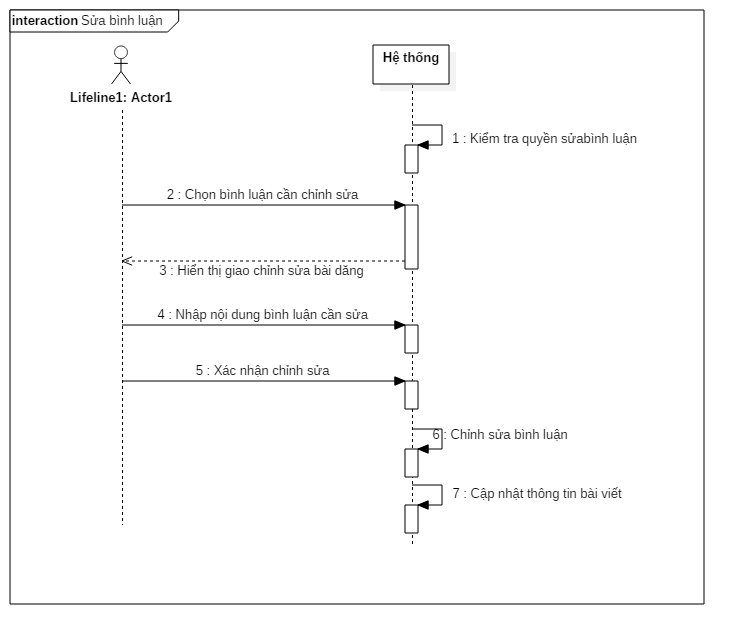 interaction Sửa bình luận
Hệ thống
Lifeline1: Actor1
1 : Kiểm tra quyền sửabình luận
2 : Chọn bình luận cần chỉnh sửa
3 : Hiển thị giao chỉnh sửa bài dăng
4 : Nhập nội dung bình luận cần sửa
5 : Xác nhận chỉnh sửa
6 : Chỉnh sửa bình luận
7 : Cập nhật thông tin bài viết